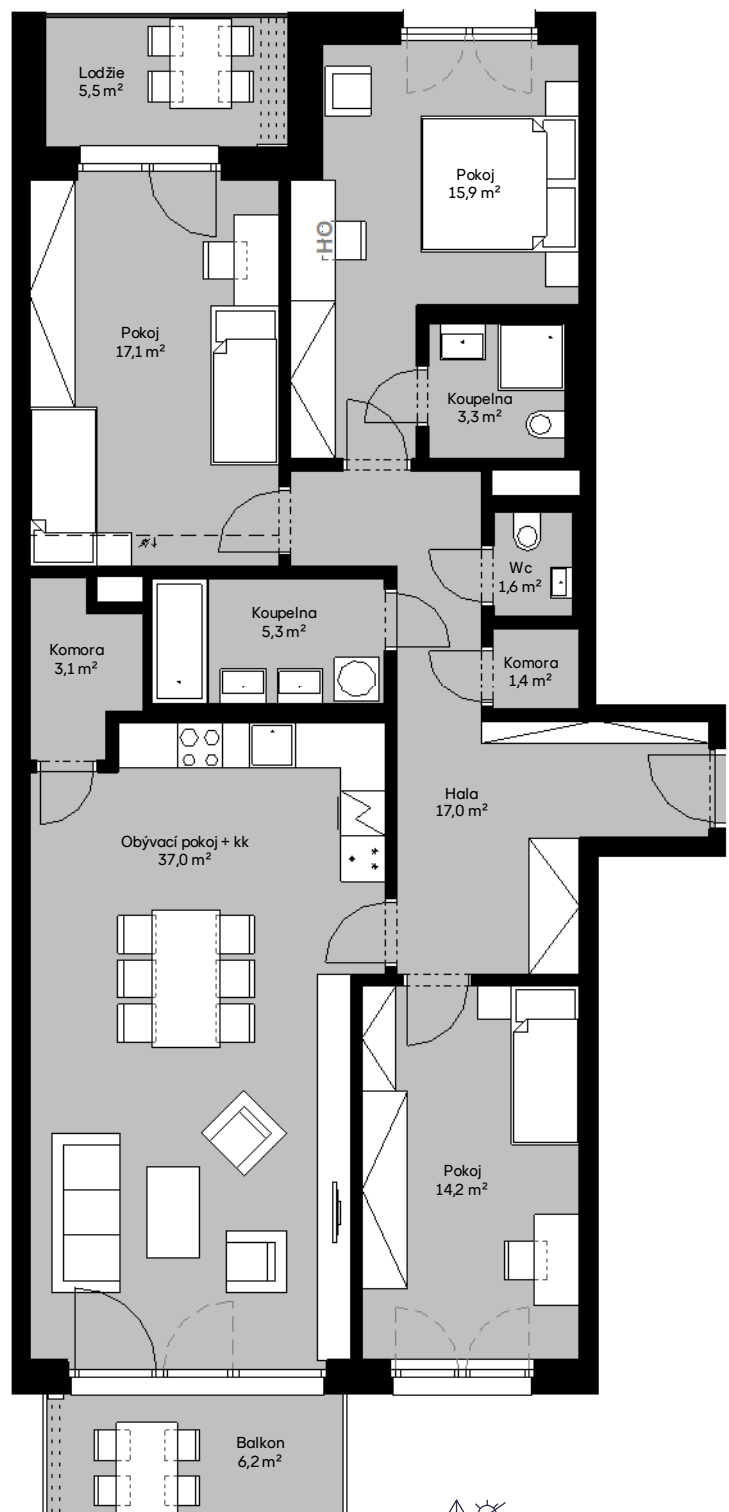 Lodžie
5,5 m²
Pokoj
15,9 m²
HO
Pokoj
17,1 m²
Koupelna
3,3 m²
Wc
1,6 m²
Koupelna
5,3 m²
Komora
3,1 m²
Komora
1,4 m²
Hala
17,0 m²
Obývací pokoj + kk
37,0 m²
Pokoj
14,2 m²
Balkon
6,2 m²